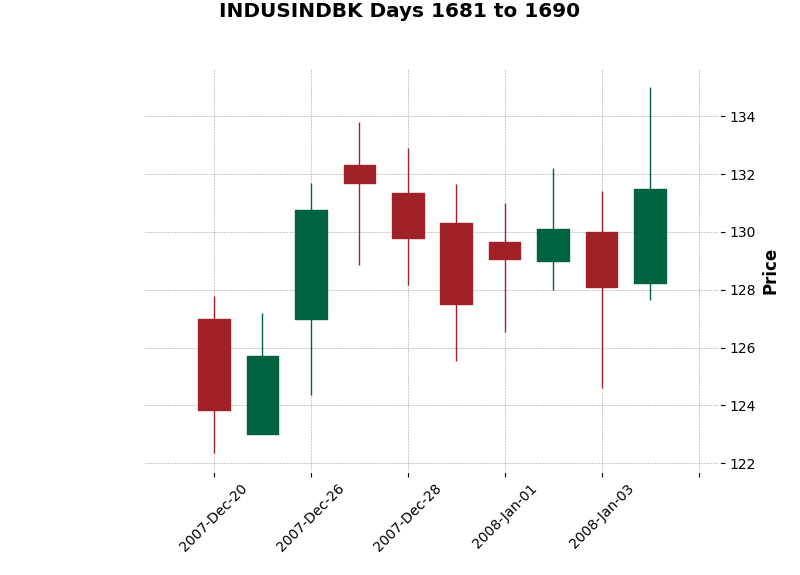 INDUSINDBK Days 1681 to 1690
134
132
130
128
126
124
122
Price
2007-Dec-20
2007-Dec-26
2007-Dec-28
2008-Jan-01
2008-Jan-03